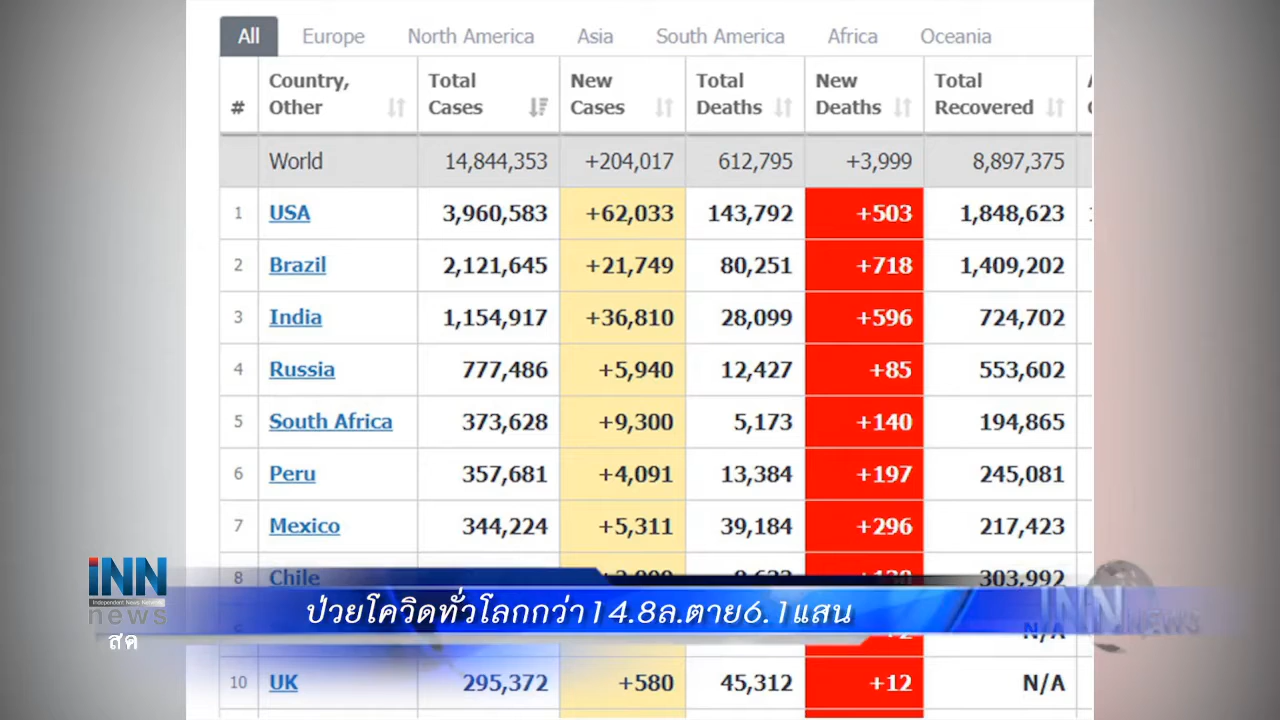 All Europe North America Asia South America Africa Oceania
# Country, Other Total Cases New Cases Total Deaths New Deaths Total Recovered
World 14,844,353 +204,017 612,795 +3,999 8,897,375
1 USA 3,960,583 +62,033 143,792 +503 1,848,623
2 Brazil 2,121,645 +21,749 80,251 +718 1,409,202
3 India 1,154,917 +36,810 28,099 +596 724,702
4 Russia 777,486 +5,940 12,427 +85 553,602
5 South Africa 373,628 +9,300 5,173 +140 194,865
6 Peru 357,681 +4,091 13,384 +197 245,081
7 Mexico 344,224 +5,311 39,184 +296 217,423
8 Chile 303,992
N/A
10 UK 295,372 +580 45,312 +12 N/A
iNN
Independent News Network
news
สด
ป่วยโควิดทั่วโลกกว่า14.8ล.ตาย6.1แสน
INN NEWS